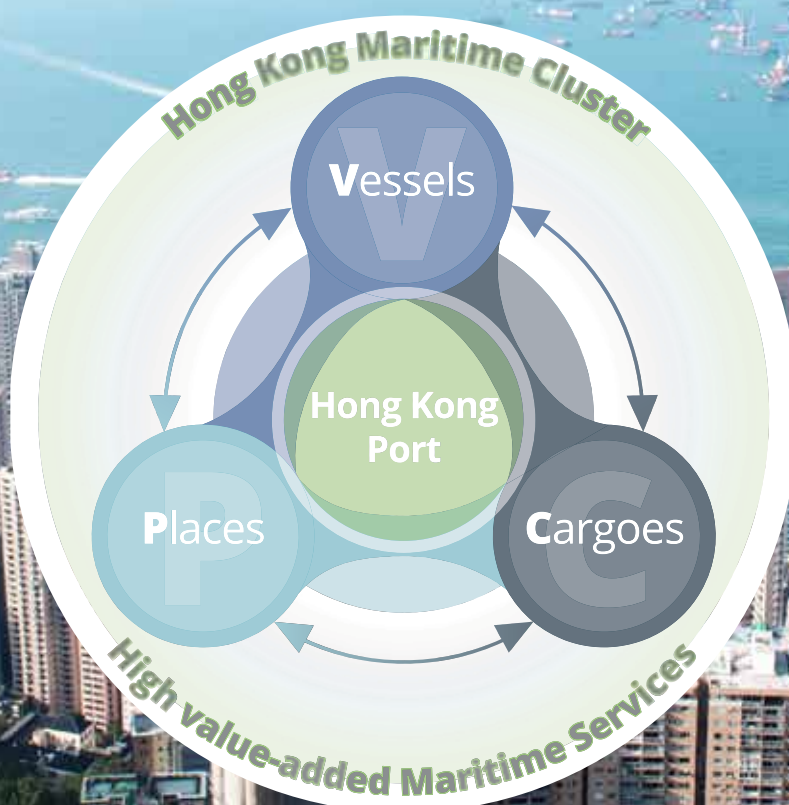 Hong Kong Maritime Cluster
V
Vessels
Hong Kong
Port
P
Places
C
Cargoes
High value-added Maritime Services